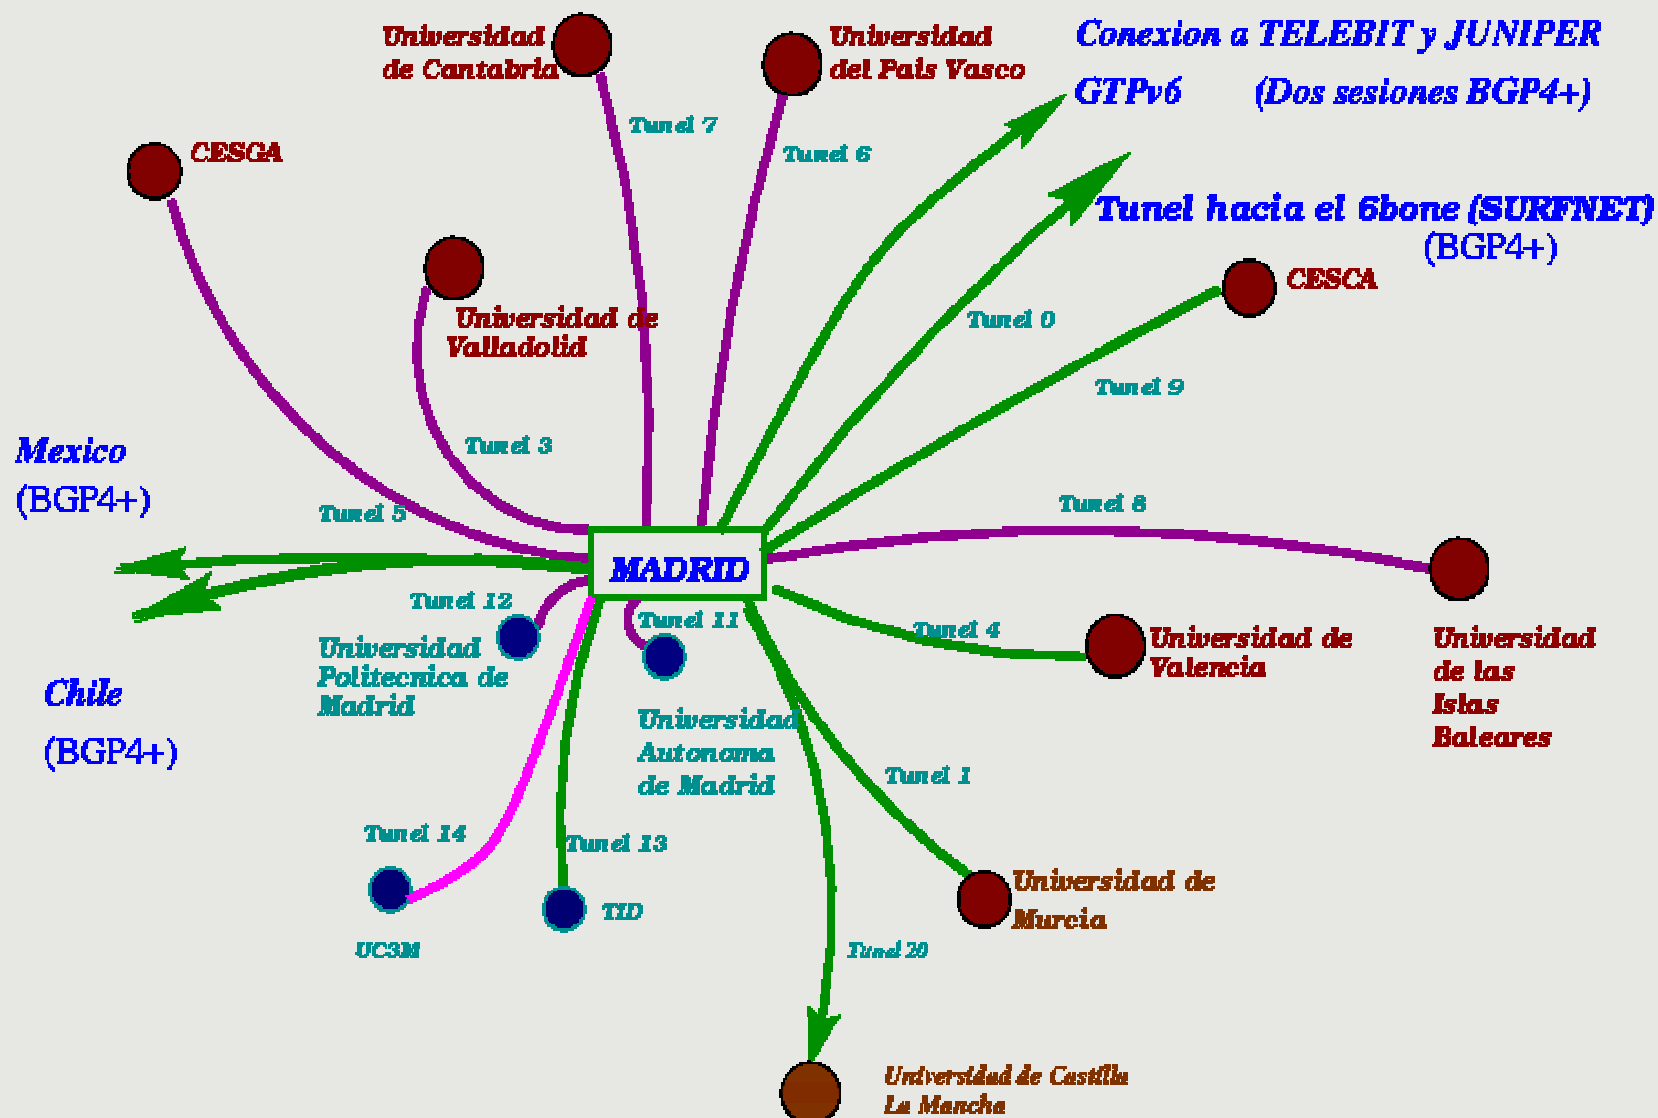 Universidad
de Cantabria
Universidad
del Pais Vasco
Conexion a TELEBIT y JUNIPER
GTPv6 (Dos sesiones BGP4+)
Tunel 7
Tunel 6
CESGA
Tunel hacia el 6bone (SURFNET)
(BGP4+)
CESCA
Universidad de
Valladolid
Tunel 0
Tunel 9
Tunel 3
Mexico
(BGP4+)
Tunel 5
Tunel 8
MADRID
Tunel 12
Tunel 11
Tunel 4
Universidad
Politecnica de
Madrid
Universidad de
Valencia
Universidad
de las
Islas
Baleares
Chile
(BGP4+)
Universidad
Autonoma
de Madrid
Tunel 1
Tunel 14
Tunel 13
Universidad de
Murcia
TID
UC3M
Tunel 20
Universidad de Castilla
La Mancha